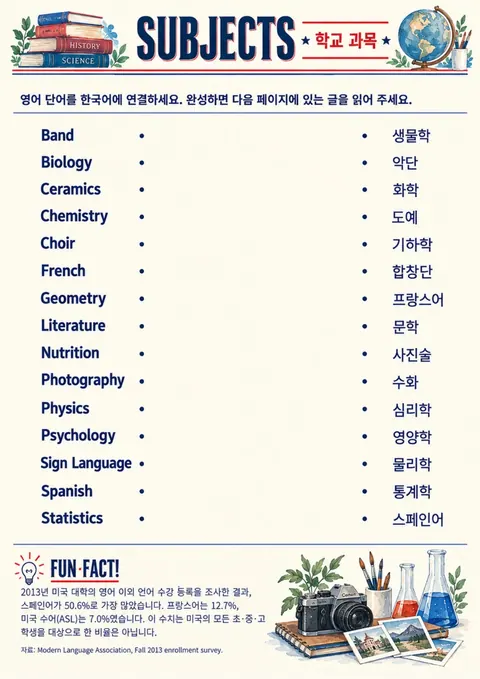 HISTORY
SCIENCE
SUBJECTS
학교 과목
영어 단어를 한국어에 연결하세요. 완성하면 다음 페이지에 있는 글을 읽어 주세요.
Band • • 생물학
Biology • • 악단
Ceramics • • 화학
Chemistry • • 도예
Choir • • 기하학
French • • 합창단
Geometry • • 프랑스어
Literature • • 문학
Nutrition • • 사진술
Photography • • 수화
Physics • • 심리학
Psychology • • 영양학
Sign Language • • 물리학
Spanish • • 통계학
Statistics • • 스페인어
FUN FACT!
2013년 미국 대학의 영어 이외 언어 수강 등록을 조사한 결과,
스페인어가 50.6%로 가장 많았습니다. 프랑스어는 12.7%,
미국 수어(ASL)는 7.0%였습니다. 이 수치는 미국의 모든 초·중·고
학생을 대상으로 한 비율은 아닙니다.
자료: Modern Language Association, Fall 2013 enrollment survey.